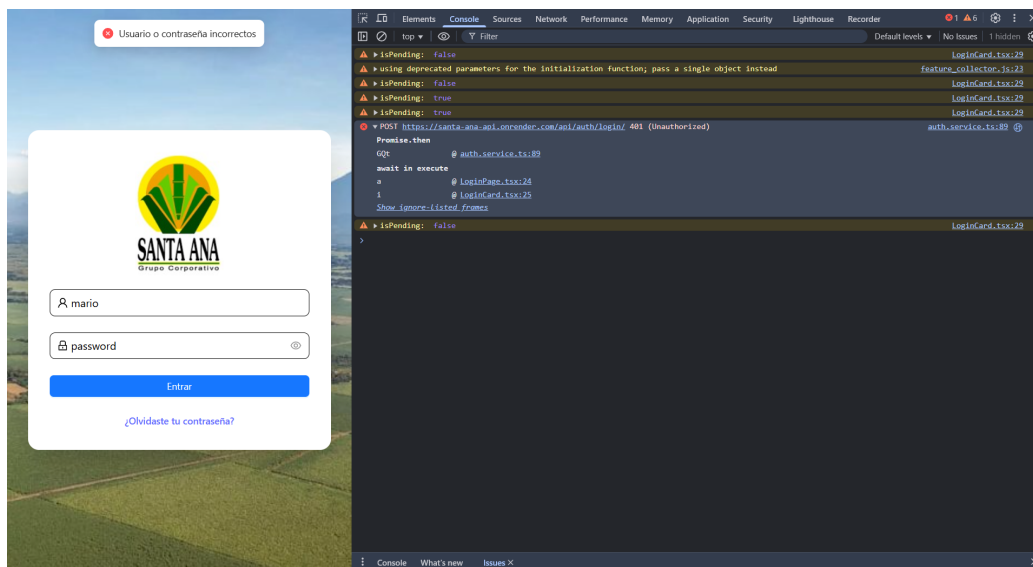 Usuario o contraseña incorrectos
SANTA ANA
Grupo Corporativo
mario
password
Entrar
¿Olvidaste tu contraseña?
Elements Console Sources Network Performance Memory Application Security Lighthouse Recorder 1 6
top Filter Default levels No Issues 1 hidden
isPending: false LoginCard.tsx:29
using deprecated parameters for the initialization function; pass a single object instead feature_collector.js:23
isPending: false LoginCard.tsx:29
isPending: true LoginCard.tsx:29
isPending: true LoginCard.tsx:29
POST https://santa-ana-api.onrender.com/api/auth/login/ 401 (Unauthorized) auth.service.ts:89
Promise.then
GQt @ auth.service.ts:89
await in execute
a @ LoginPage.tsx:24
i @ LoginCard.tsx:25
Show ignore-listed frames
isPending: false LoginCard.tsx:29
Console What's new Issues